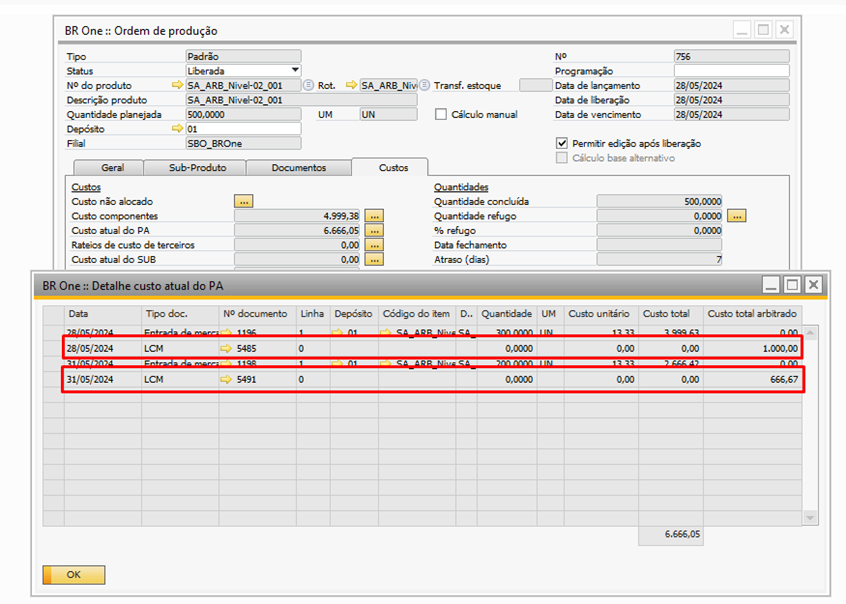 BR One :: Ordem de produção
Tipo Padrão Nº 756
Status Liberada Programação
Nº do produto SA_ARB_Nivel-02_001 Rot. SA_ARB_Niv Transf. estoque Data de lançamento 28/05/2024
Descrição produto SA_ARB_Nivel-02_001 Data de liberação 28/05/2024
Quantidade planejada 500,0000 UM UN Cálculo manual Data de vencimento 28/05/2024
Depósito 01
Filial SBO_BROne Permitir edição após liberação
Cálculo base alternativo
Geral Sub-Produto Documentos Custos
Custos Quantidades
Custo não alocado ... Quantidade concluída 500,0000
Custo componentes 4.999,38 ... Quantidade refugo 0,0000 ...
Custo atual do PA 6.666,05 ... % refugo 0,0000
Rateios de custo de terceiros 0,00 ... Data fechamento
Custo atual do SUB 0,00 ... Atraso (dias) 7
BR One :: Detalhe custo atual do PA
Data Tipo doc. Nº documento Linha Depósito Código do item D.. Quantidade UM Custo unitário Custo total Custo total arbitrado
28/05/2024 Entrada de merca 1196 1 01 SA_ARB_Nive SA_ 300,0000 UN 13,33 3.999,63 0,00
28/05/2024 LCM 5485 0 0,0000 0,00 0,00 1.000,00
31/05/2024 Entrada de merca 1198 1 01 SA_ARB_Nive SA_ 200,0000 UN 13,33 2.666,42 0,00
31/05/2024 LCM 5491 0 0,0000 0,00 0,00 666,67
6.666,05
OK